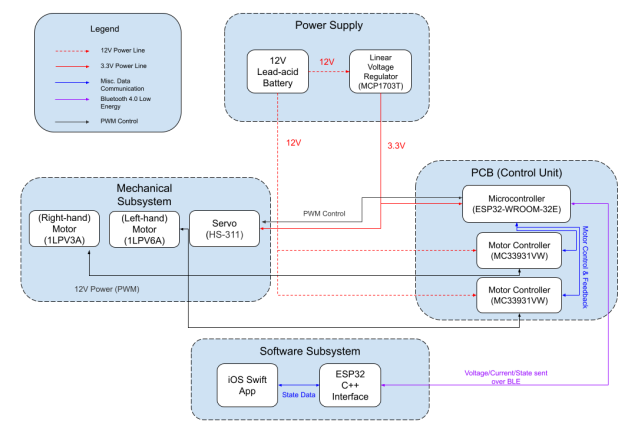 Legend
12V Power Line
3.3V Power Line
Misc. Data
Communication
Bluetooth 4.0 Low
Energy
PWM Control
Power Supply
12V
Lead-acid
Battery
12V
Linear
Voltage
Regulator
(MCP1703T)
12V
3.3V
Mechanical
Subsystem
(Right-hand)
Motor
(1LPV3A)
(Left-hand)
Motor
(1LPV6A)
Servo
(HS-311)
PWM Control
12V Power (PWM)
PCB (Control Unit)
Microcontroller
(ESP32-WROOM-32E)
Motor Controller
(MC33931VW)
Motor Controller
(MC33931VW)
Motor Control & Feedback
Software Subsystem
iOS Swift
App
State Data
ESP32
C++
Interface
Voltage/Current/State sent
over BLE